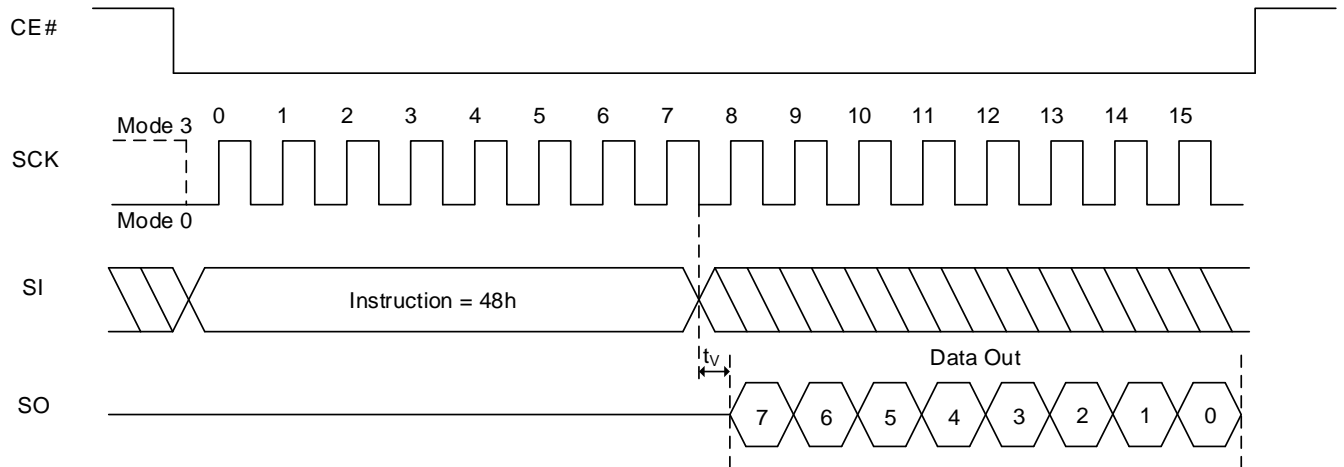 CE#
0 1 2 3 4 5 6 7 8 9 10 11 12 13 14 15
Mode 3
SCK
Mode 0
SI
Instruction = 48h
tV
Data Out
SO
7 6 5 4 3 2 1 0